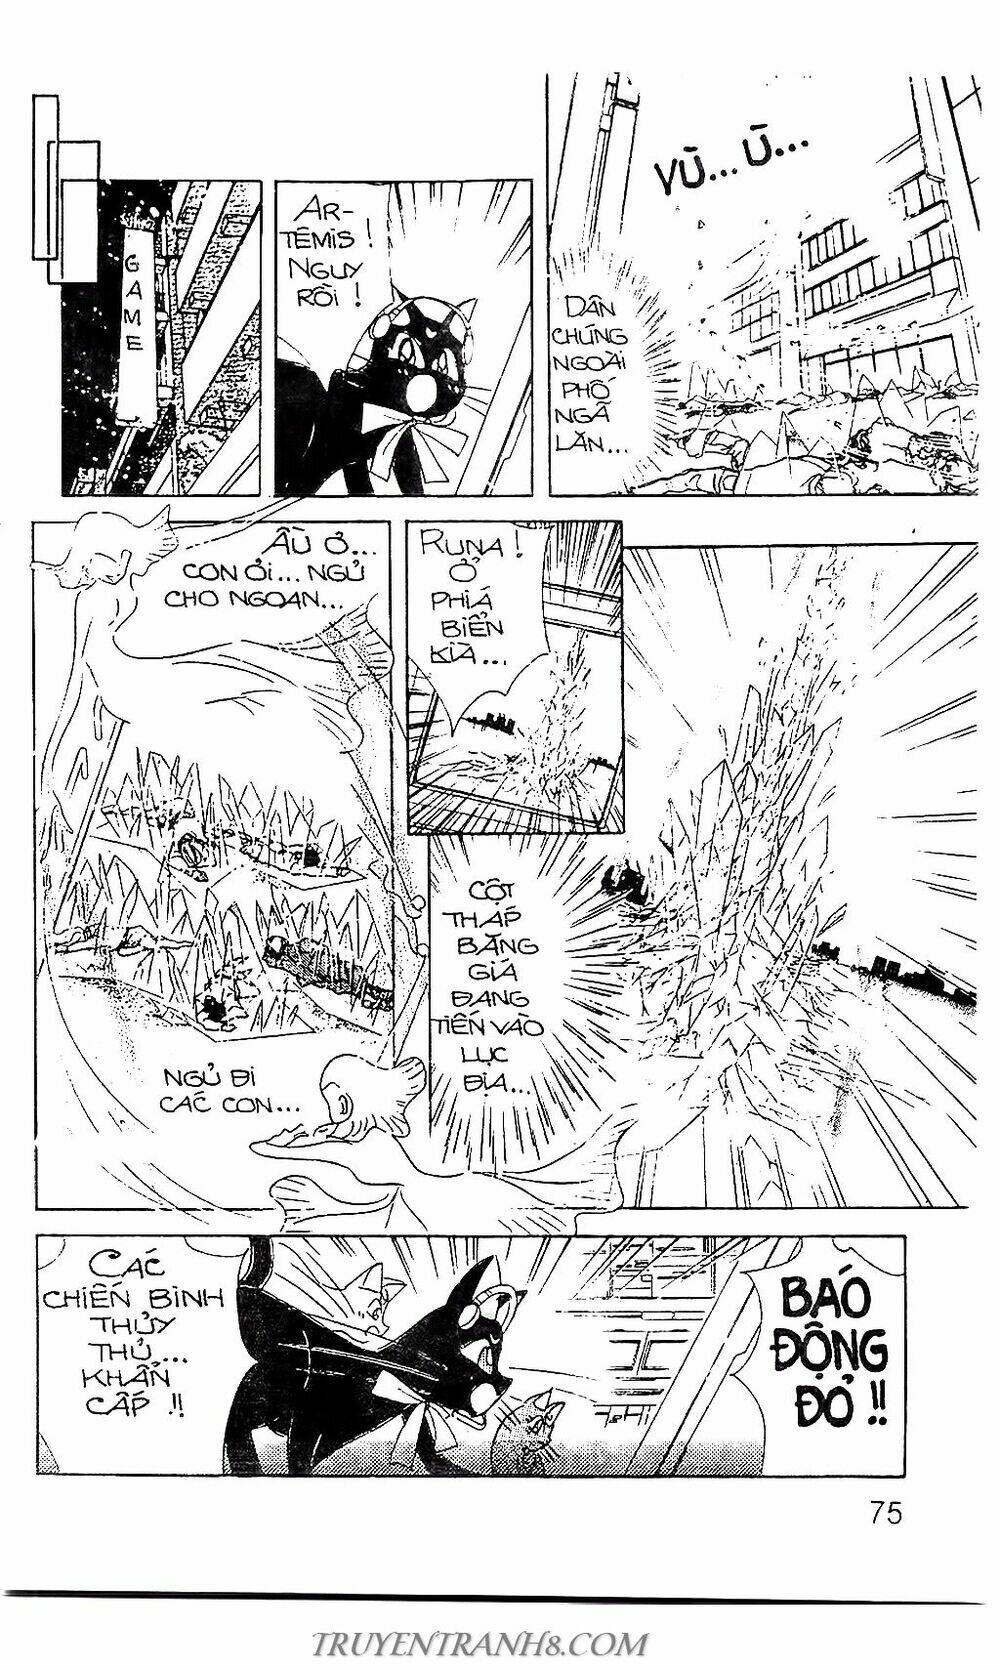 GAME
AR-
TÊMIS !
NGUY
RỒI !
VŨ... Ũ...
DÂN
CHÚNG
NGOÀI
PHỐ
NGÃ
LĂN...
ẦU Ơ...
CON ƠI... NGỦ
CHO NGOAN...
RUNA !
Ở
PHÍA
BIỂN
KIA...
CỘT
THÁP
BĂNG
GIÁ
ĐANG
TIẾN VÀO
LỤC
ĐỊA...
NGỦ ĐI
CÁC CON...
CÁC
CHIẾN BINH
THỦY
THỦ...
KHẨN
CẤP !!
BÁO
ĐỘNG
ĐỎ !!
75
TRUYENTRANH8.COM